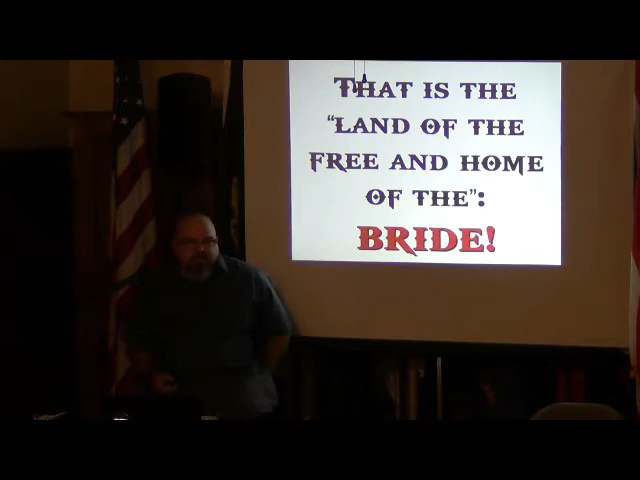 THAT IS THE
“LAND OF THE
FREE AND HOME
OF THE”:
BRIDE!